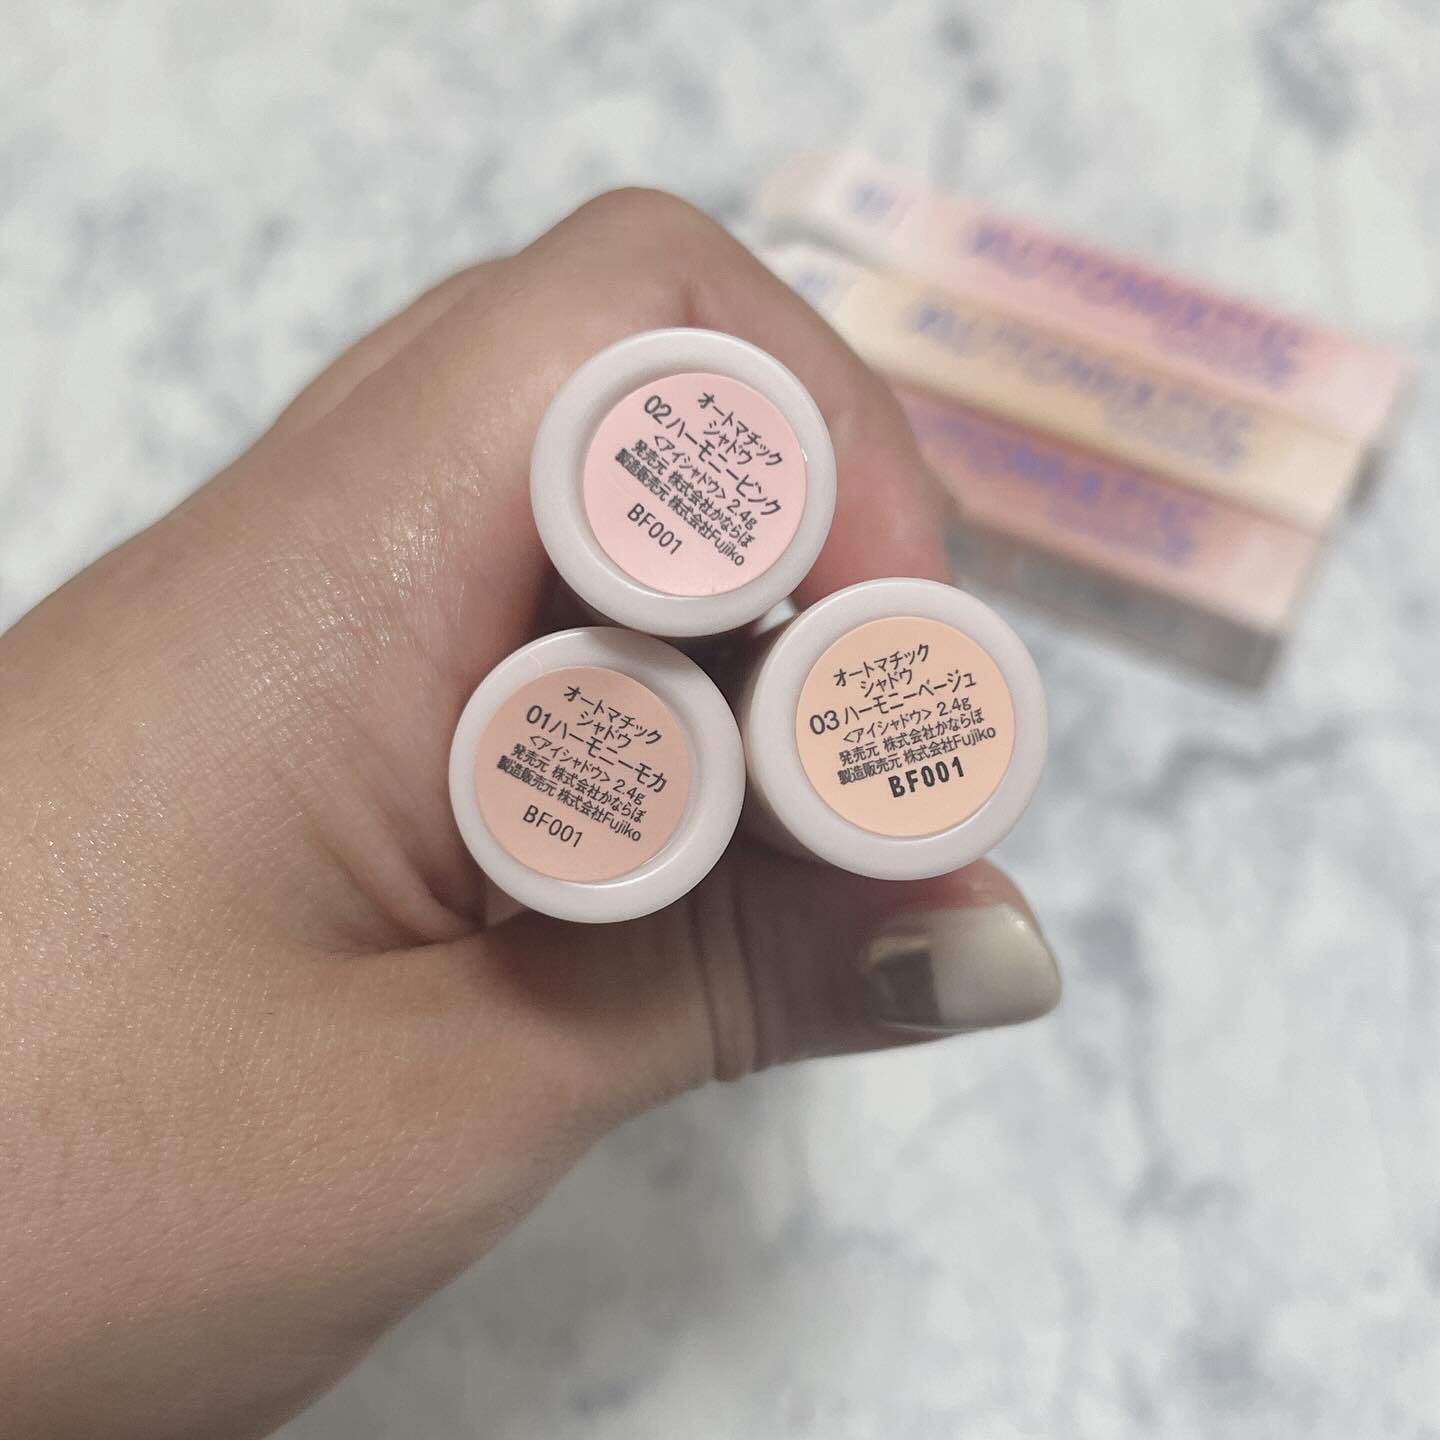 オートマチック
シャドウ
02 ハーモニーピンク
<アイシャドウ> 2.4g
発売元 株式会社かならぼ
製造販売元 株式会社Fujiko
BF001
オートマチック
シャドウ
01 ハーモニーモカ
<アイシャドウ> 2.4g
発売元 株式会社かならぼ
製造販売元 株式会社Fujiko
BF001
オートマチック
シャドウ
03 ハーモニーベージュ
<アイシャドウ> 2.4g
発売元 株式会社かならぼ
製造販売元 株式会社Fujiko
BF001